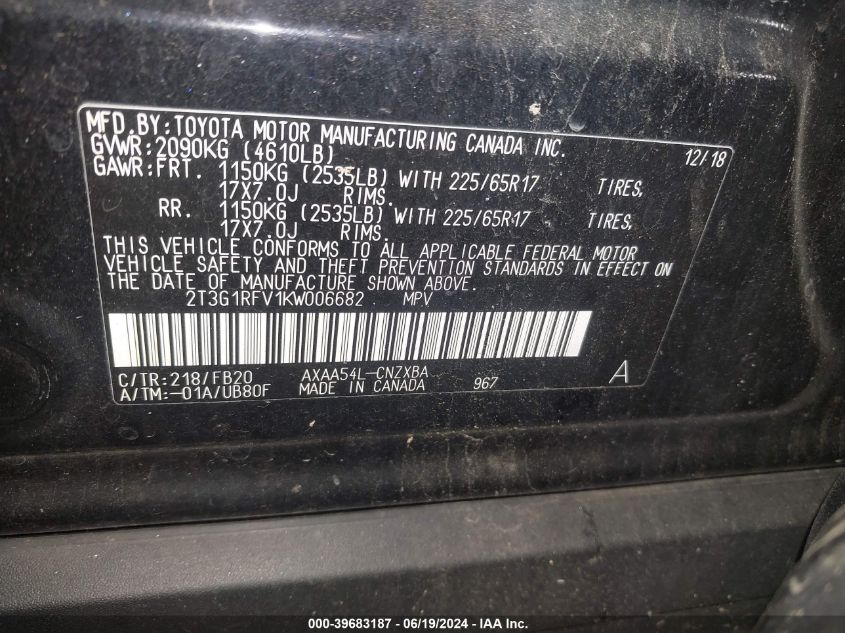 MFD.BY:TOYOTA MOTOR MANUFACTURING CANADA INC. 12/18
GVWR:2090KG (4610LB)
GAWR:FRT. 1150KG (2535LB) WITH 225/65R17 TIRES,
17X7.0J RIMS.
RR. 1150KG (2535LB) WITH 225/65R17 TIRES,
17X7.0J RIMS.
THIS VEHICLE CONFORMS TO ALL APPLICABLE FEDERAL MOTOR
VEHICLE SAFETY AND THEFT PREVENTION STANDARDS IN EFFECT ON
THE DATE OF MANUFACTURE SHOWN ABOVE.
2T3G1RFV1KW006682 MPV
C/TR:218/FB20 AXAA54L-CNZXBA A
A/TM:-01A/UB80F MADE IN CANADA 967
000-39683187 - 06/19/2024 - IAA Inc.